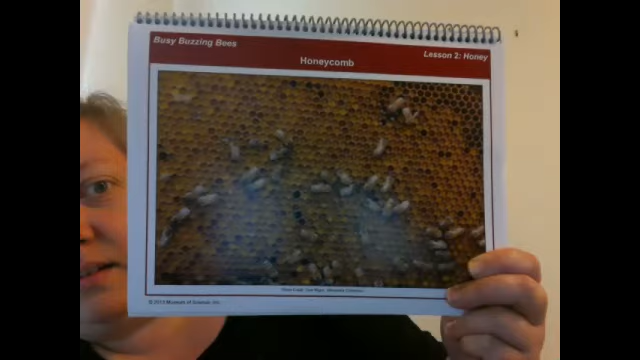 Busy Buzzing Bees
Lesson 2: Honey
Honeycomb
© 2013 Museum of Science